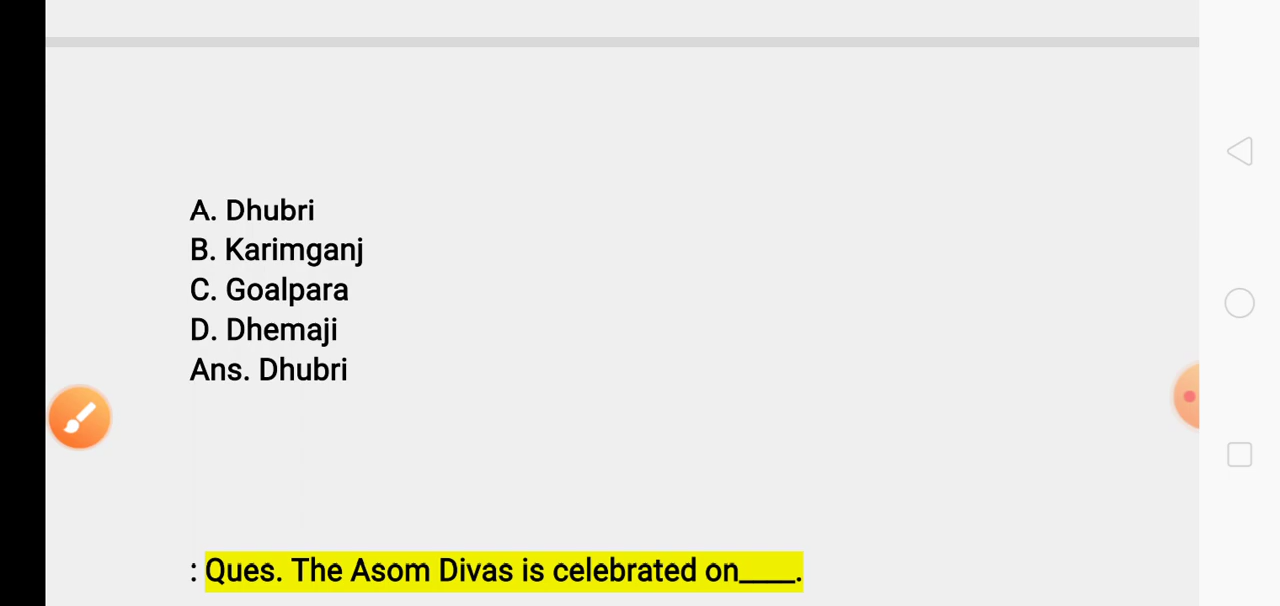 A. Dhubri
B. Karimganj
C. Goalpara
D. Dhemaji
Ans. Dhubri
: Ques. The Asom Divas is celebrated on____.